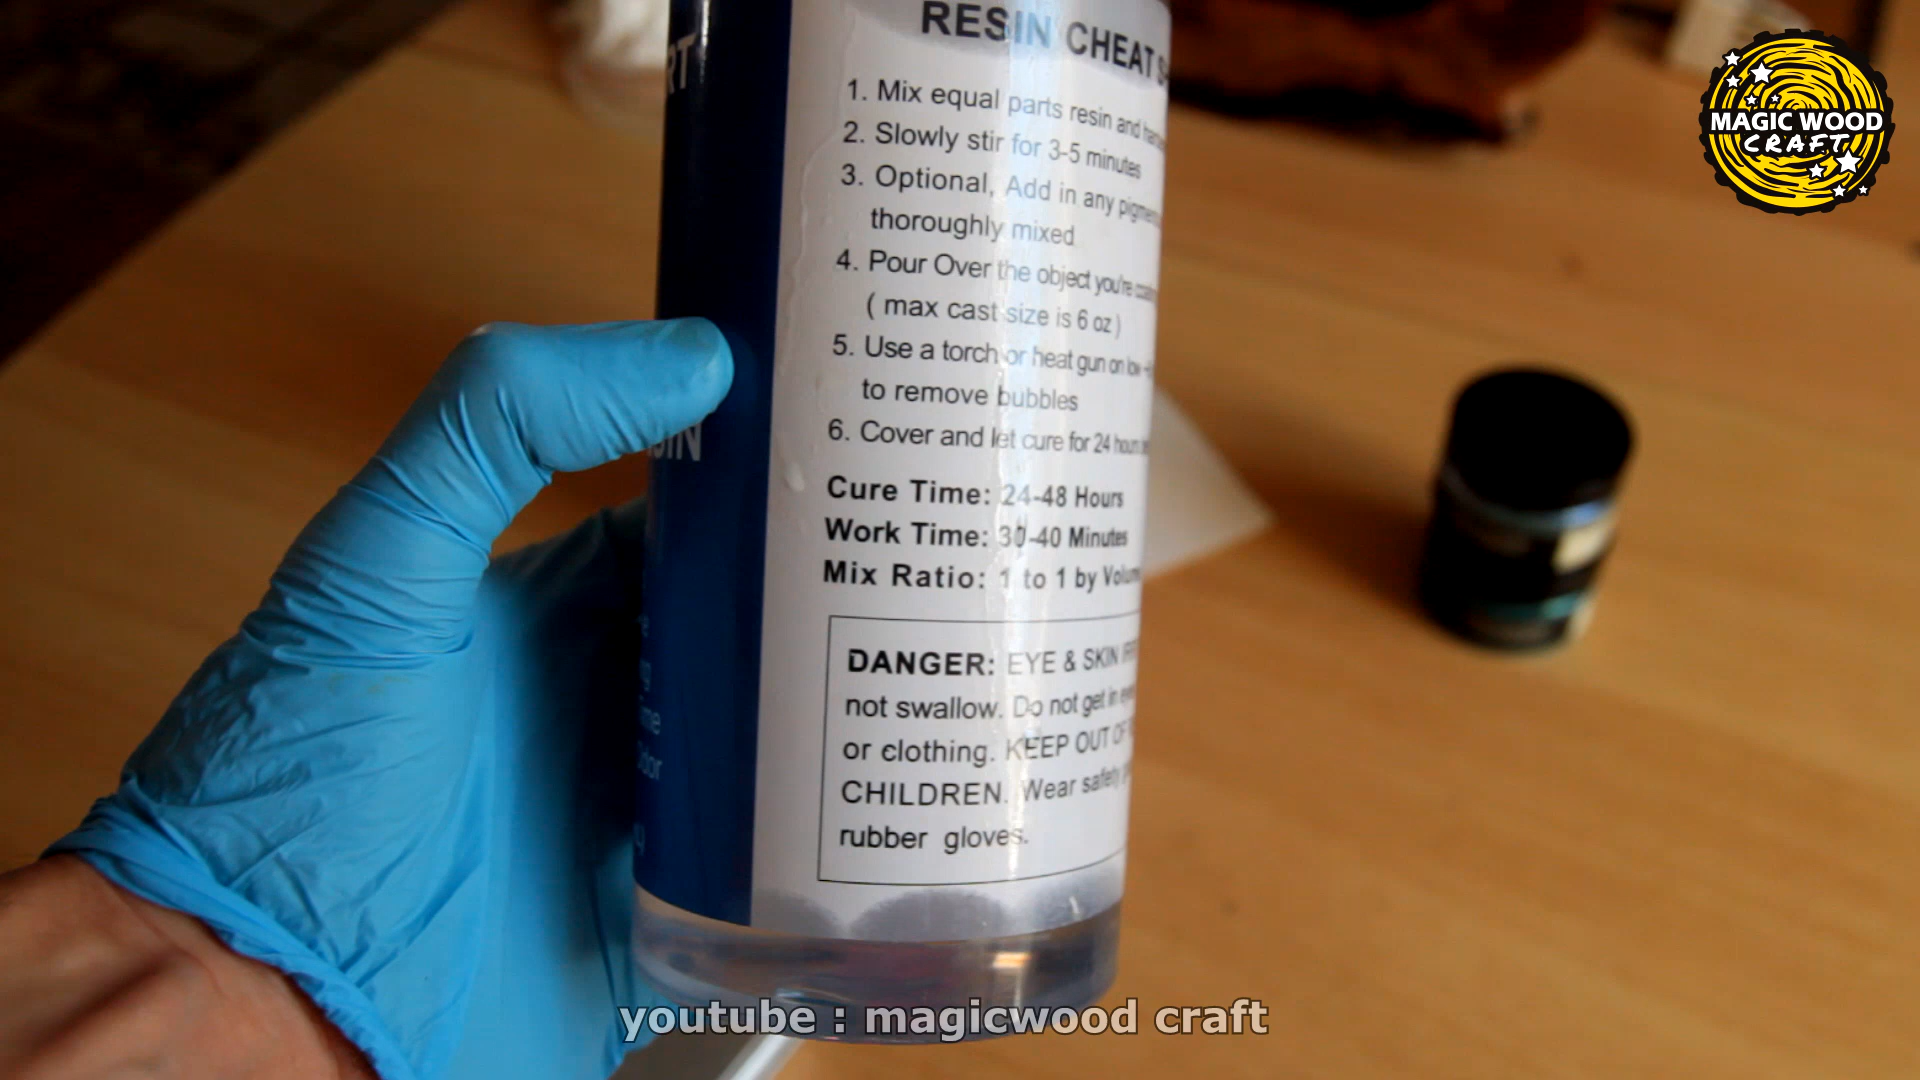 RESIN CHEAT
1. Mix equal parts resin and
2. Slowly stir for 3-5 minutes
3. Optional, Add in any
thoroughly mixed
4. Pour Over the object you're
( max cast size is 6 oz )
5. Use a torch or heat gun on low
to remove bubbles
6. Cover and let cure for 24 hours
Cure Time: 24-48 Hours
Work Time: 30-40 Minutes
Mix Ratio: 1 to 1 by
DANGER: EYE & SKIN
not swallow. Do not get in
or clothing. KEEP OUT OF
CHILDREN. Wear safety
rubber gloves.
MAGIC WOOD
CRAFT
youtube : magicwood craft